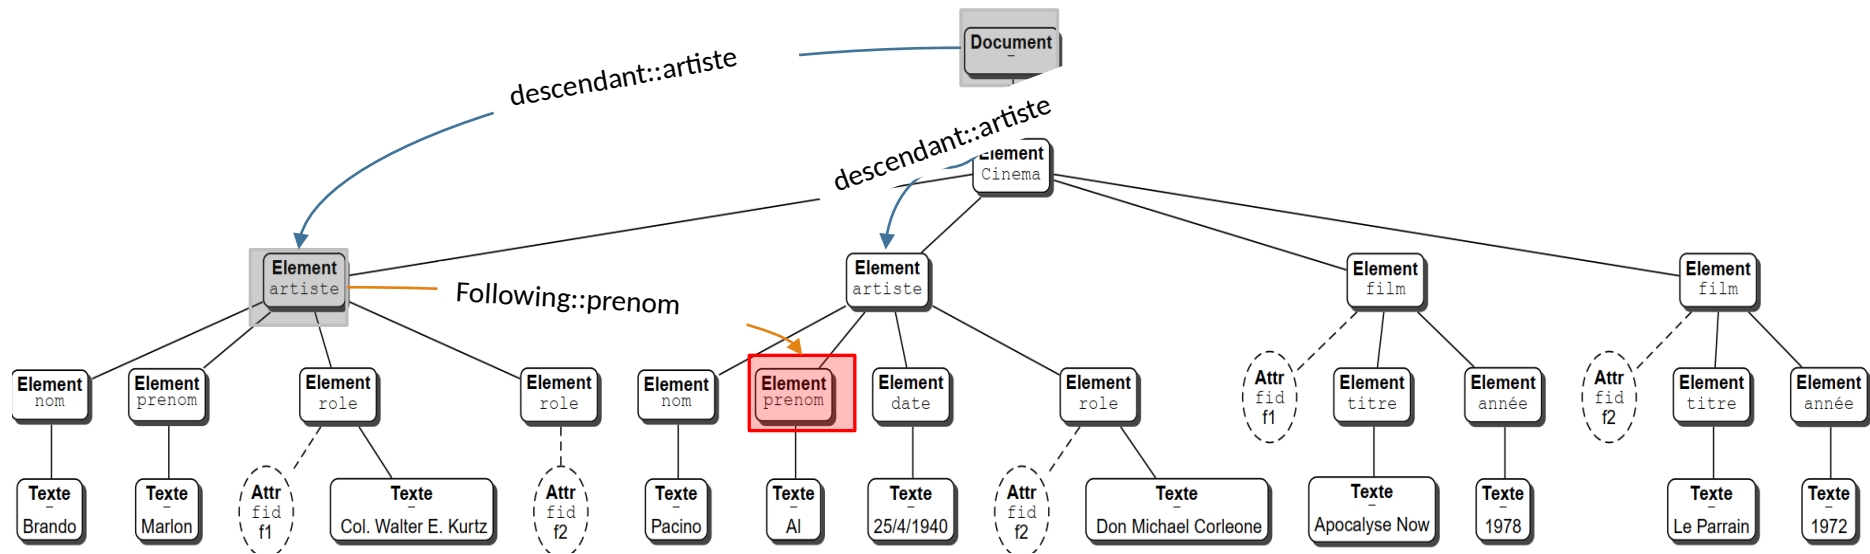 Document
–
descendant::artiste
descendant::artiste
Element
Cinema
Element
artiste
Following::prenom
Element
artiste
Element
film
Element
film
Element
nom
Element
prenom
Element
role
Element
role
Element
nom
Element
prenom
Element
date
Element
role
Attr
fid
f1
Element
titre
Element
année
Attr
fid
f2
Element
titre
Element
année
Texte
–
Brando
Texte
–
Marlon
Attr
fid
f1
Texte
–
Col. Walter E. Kurtz
Attr
fid
f2
Texte
–
Pacino
Texte
–
Al
Texte
–
25/4/1940
Attr
fid
f2
Texte
–
Don Michael Corleone
Texte
–
Apocalyse Now
Texte
–
1978
Texte
–
Le Parrain
Texte
–
1972